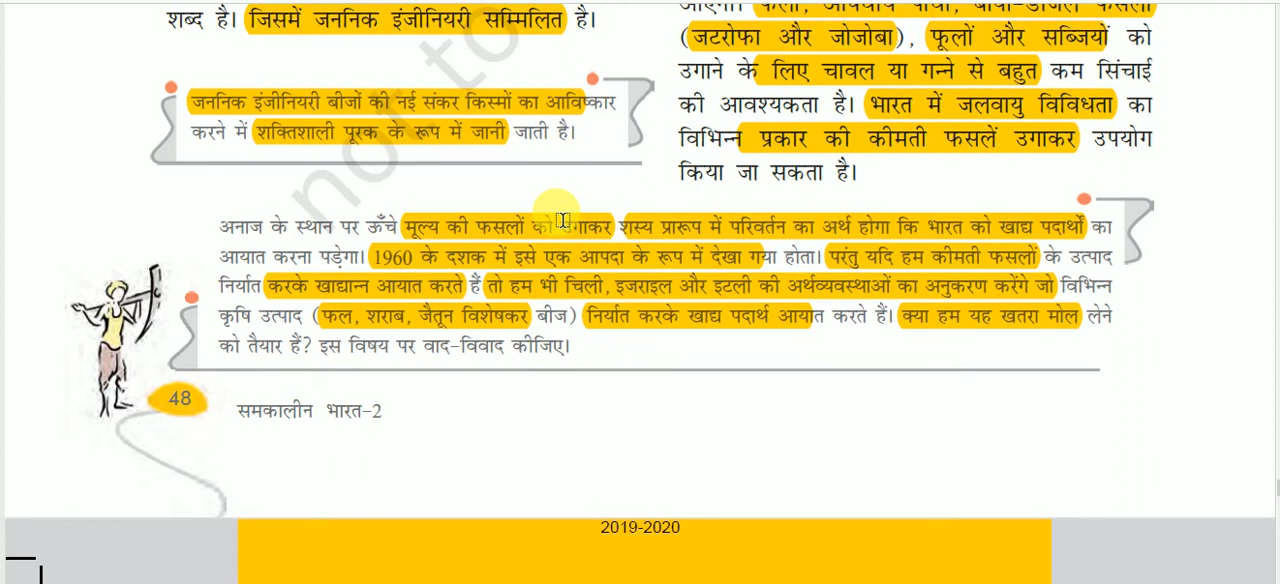 शब्द है। जिसमें जननिक इंजीनियरी सम्मिलित है।
जननिक इंजीनियरी बीजों की नई संकर किस्मों का आविष्कार
करने में शक्तिशाली पूरक के रूप में जानी जाती है।
(जटरोफा और जोजोबा), फूलों और सब्जियों को
उगाने के लिए चावल या गन्ने से बहुत कम सिंचाई
की आवश्यकता है। भारत में जलवायु विविधता का
विभिन्न प्रकार की कीमती फसलें उगाकर उपयोग
किया जा सकता है।
अनाज के स्थान पर ऊँचे मूल्य की फसलों को उगाकर शस्य प्रारूप में परिवर्तन का अर्थ होगा कि भारत को खाद्य पदार्थों का
आयात करना पड़ेगा। 1960 के दशक में इसे एक आपदा के रूप में देखा गया होता। परंतु यदि हम कीमती फसलों के उत्पाद
निर्यात करके खाद्यान्न आयात करते हैं तो हम भी चिली, इजराइल और इटली की अर्थव्यवस्थाओं का अनुकरण करेंगे जो विभिन्न
कृषि उत्पाद (फल, शराब, जैतून विशेषकर बीज) निर्यात करके खाद्य पदार्थ आयात करते हैं। क्या हम यह खतरा मोल लेने
को तैयार हैं? इस विषय पर वाद-विवाद कीजिए।
48
समकालीन भारत-2
2019-2020
not to